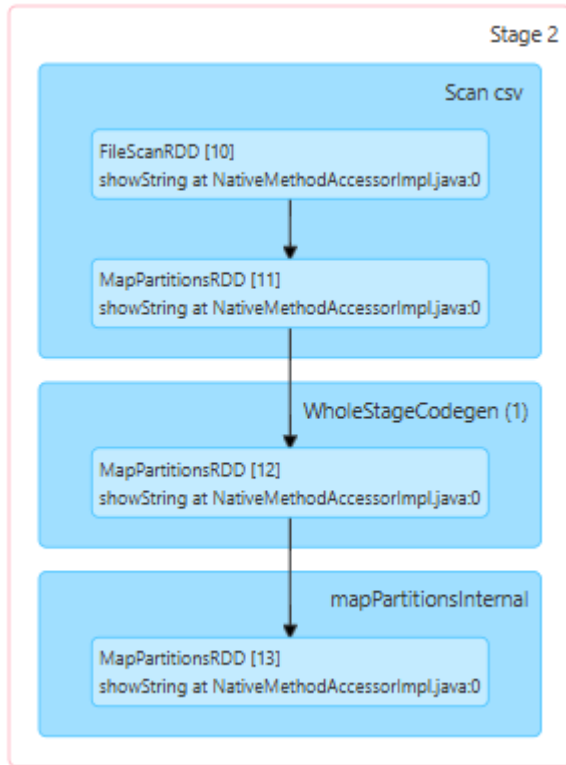 Stage 2
Scan csv
FileScanRDD [10]
showString at NativeMethodAccessorImpl.java:0
MapPartitionsRDD [11]
showString at NativeMethodAccessorImpl.java:0
WholeStageCodegen (1)
MapPartitionsRDD [12]
showString at NativeMethodAccessorImpl.java:0
mapPartitionsInternal
MapPartitionsRDD [13]
showString at NativeMethodAccessorImpl.java:0